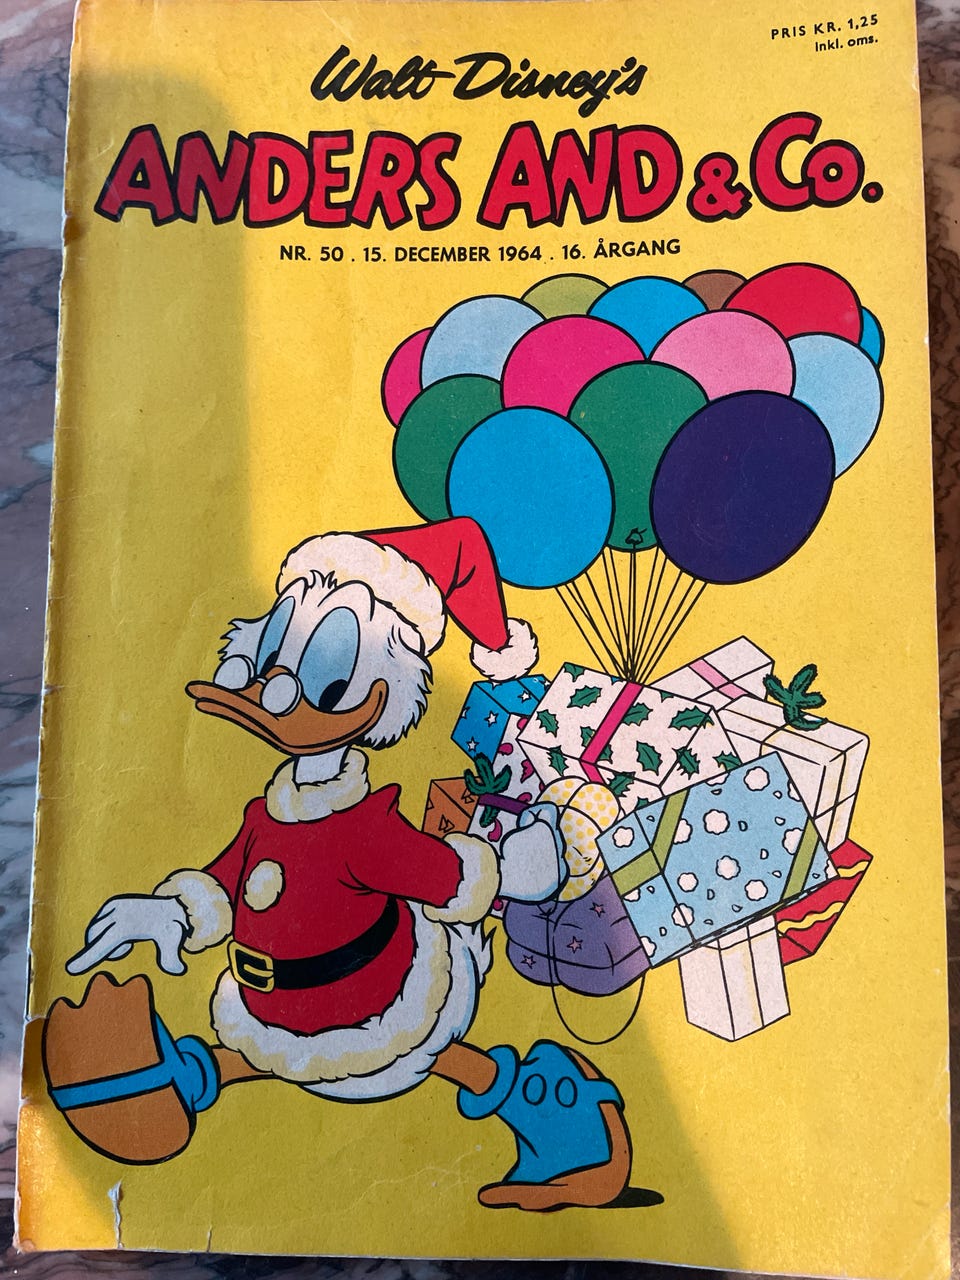 PRIS KR. 1,25
Inkl. oms.
Walt Disney's
ANDERS AND & Co.
NR. 50 . 15. DECEMBER 1964 . 16. ÅRGANG